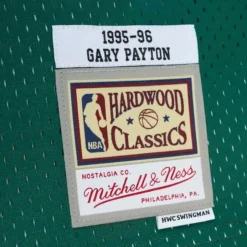 1995-96
GARY PAYTON
HARDWOOD
NBA
CLASSICS
NOSTALGIA CO.
Mitchell & Ness
PHILADELPHIA, PA.
HWC SWINGMAN